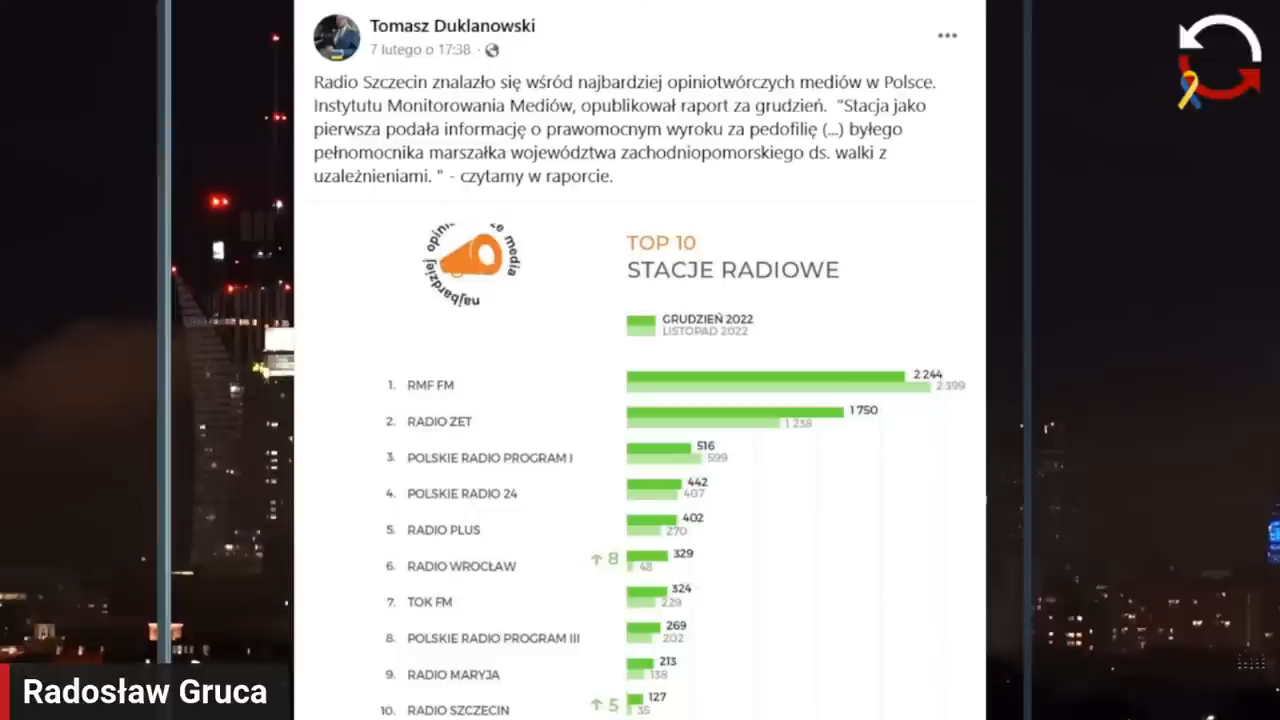 Tomasz Duklanowski
7 lutego o 17:38 ·
Radio Szczecin znalazło się wśród najbardziej opiniotwórczych mediów w Polsce.
Instytutu Monitorowania Mediów, opublikował raport za grudzień. "Stacja jako
pierwsza podała informację o prawomocnym wyroku za pedofilię (...) byłego
pełnomocnika marszałka województwa zachodniopomorskiego ds. walki z
uzależnieniami. " - czytamy w raporcie.
najbardziej media
TOP 10
STACJE RADIOWE
GRUDZIEŃ 2022
LISTOPAD 2022
1. RMF FM 2 244
2 399
2. RADIO ZET 1 750
1 238
3. POLSKIE RADIO PROGRAM I 516
599
4. POLSKIE RADIO 24 442
407
5. RADIO PLUS 402
270
6. RADIO WROCŁAW ↑ 8 329
48
7. TOK FM 324
229
8. POLSKIE RADIO PROGRAM III 269
202
9. RADIO MARYJA 213
138
10. RADIO SZCZECIN ↑ 5 127
35
Radosław Gruca